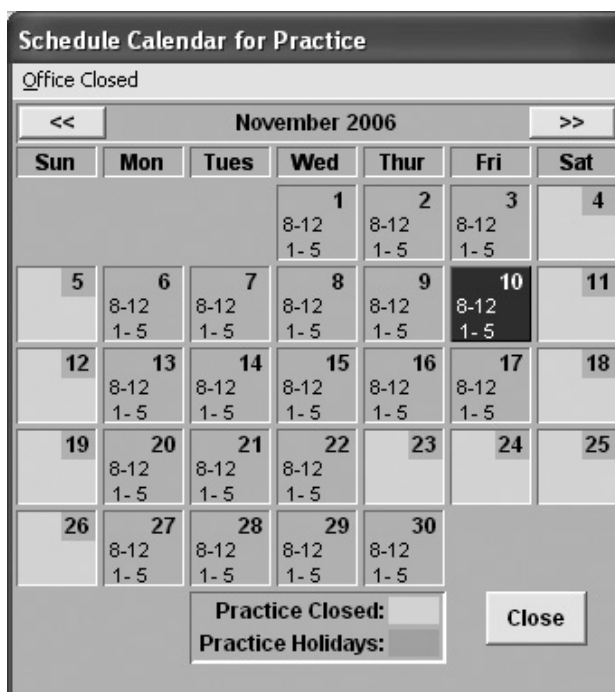 Schedule Calendar for Practice
Office Closed
<< November 2006 >>
Sun Mon Tues Wed Thur Fri Sat
1 2 3 4
8-12 8-12 8-12
1- 5 1- 5 1- 5
5 6 7 8 9 10 11
8-12 8-12 8-12 8-12 8-12
1- 5 1- 5 1- 5 1- 5 1- 5
12 13 14 15 16 17 18
8-12 8-12 8-12 8-12 8-12
1- 5 1- 5 1- 5 1- 5 1- 5
19 20 21 22 23 24 25
8-12 8-12 8-12
1- 5 1- 5 1- 5
26 27 28 29 30
8-12 8-12 8-12 8-12
1- 5 1- 5 1- 5 1- 5
Practice Closed:
Practice Holidays:
Close